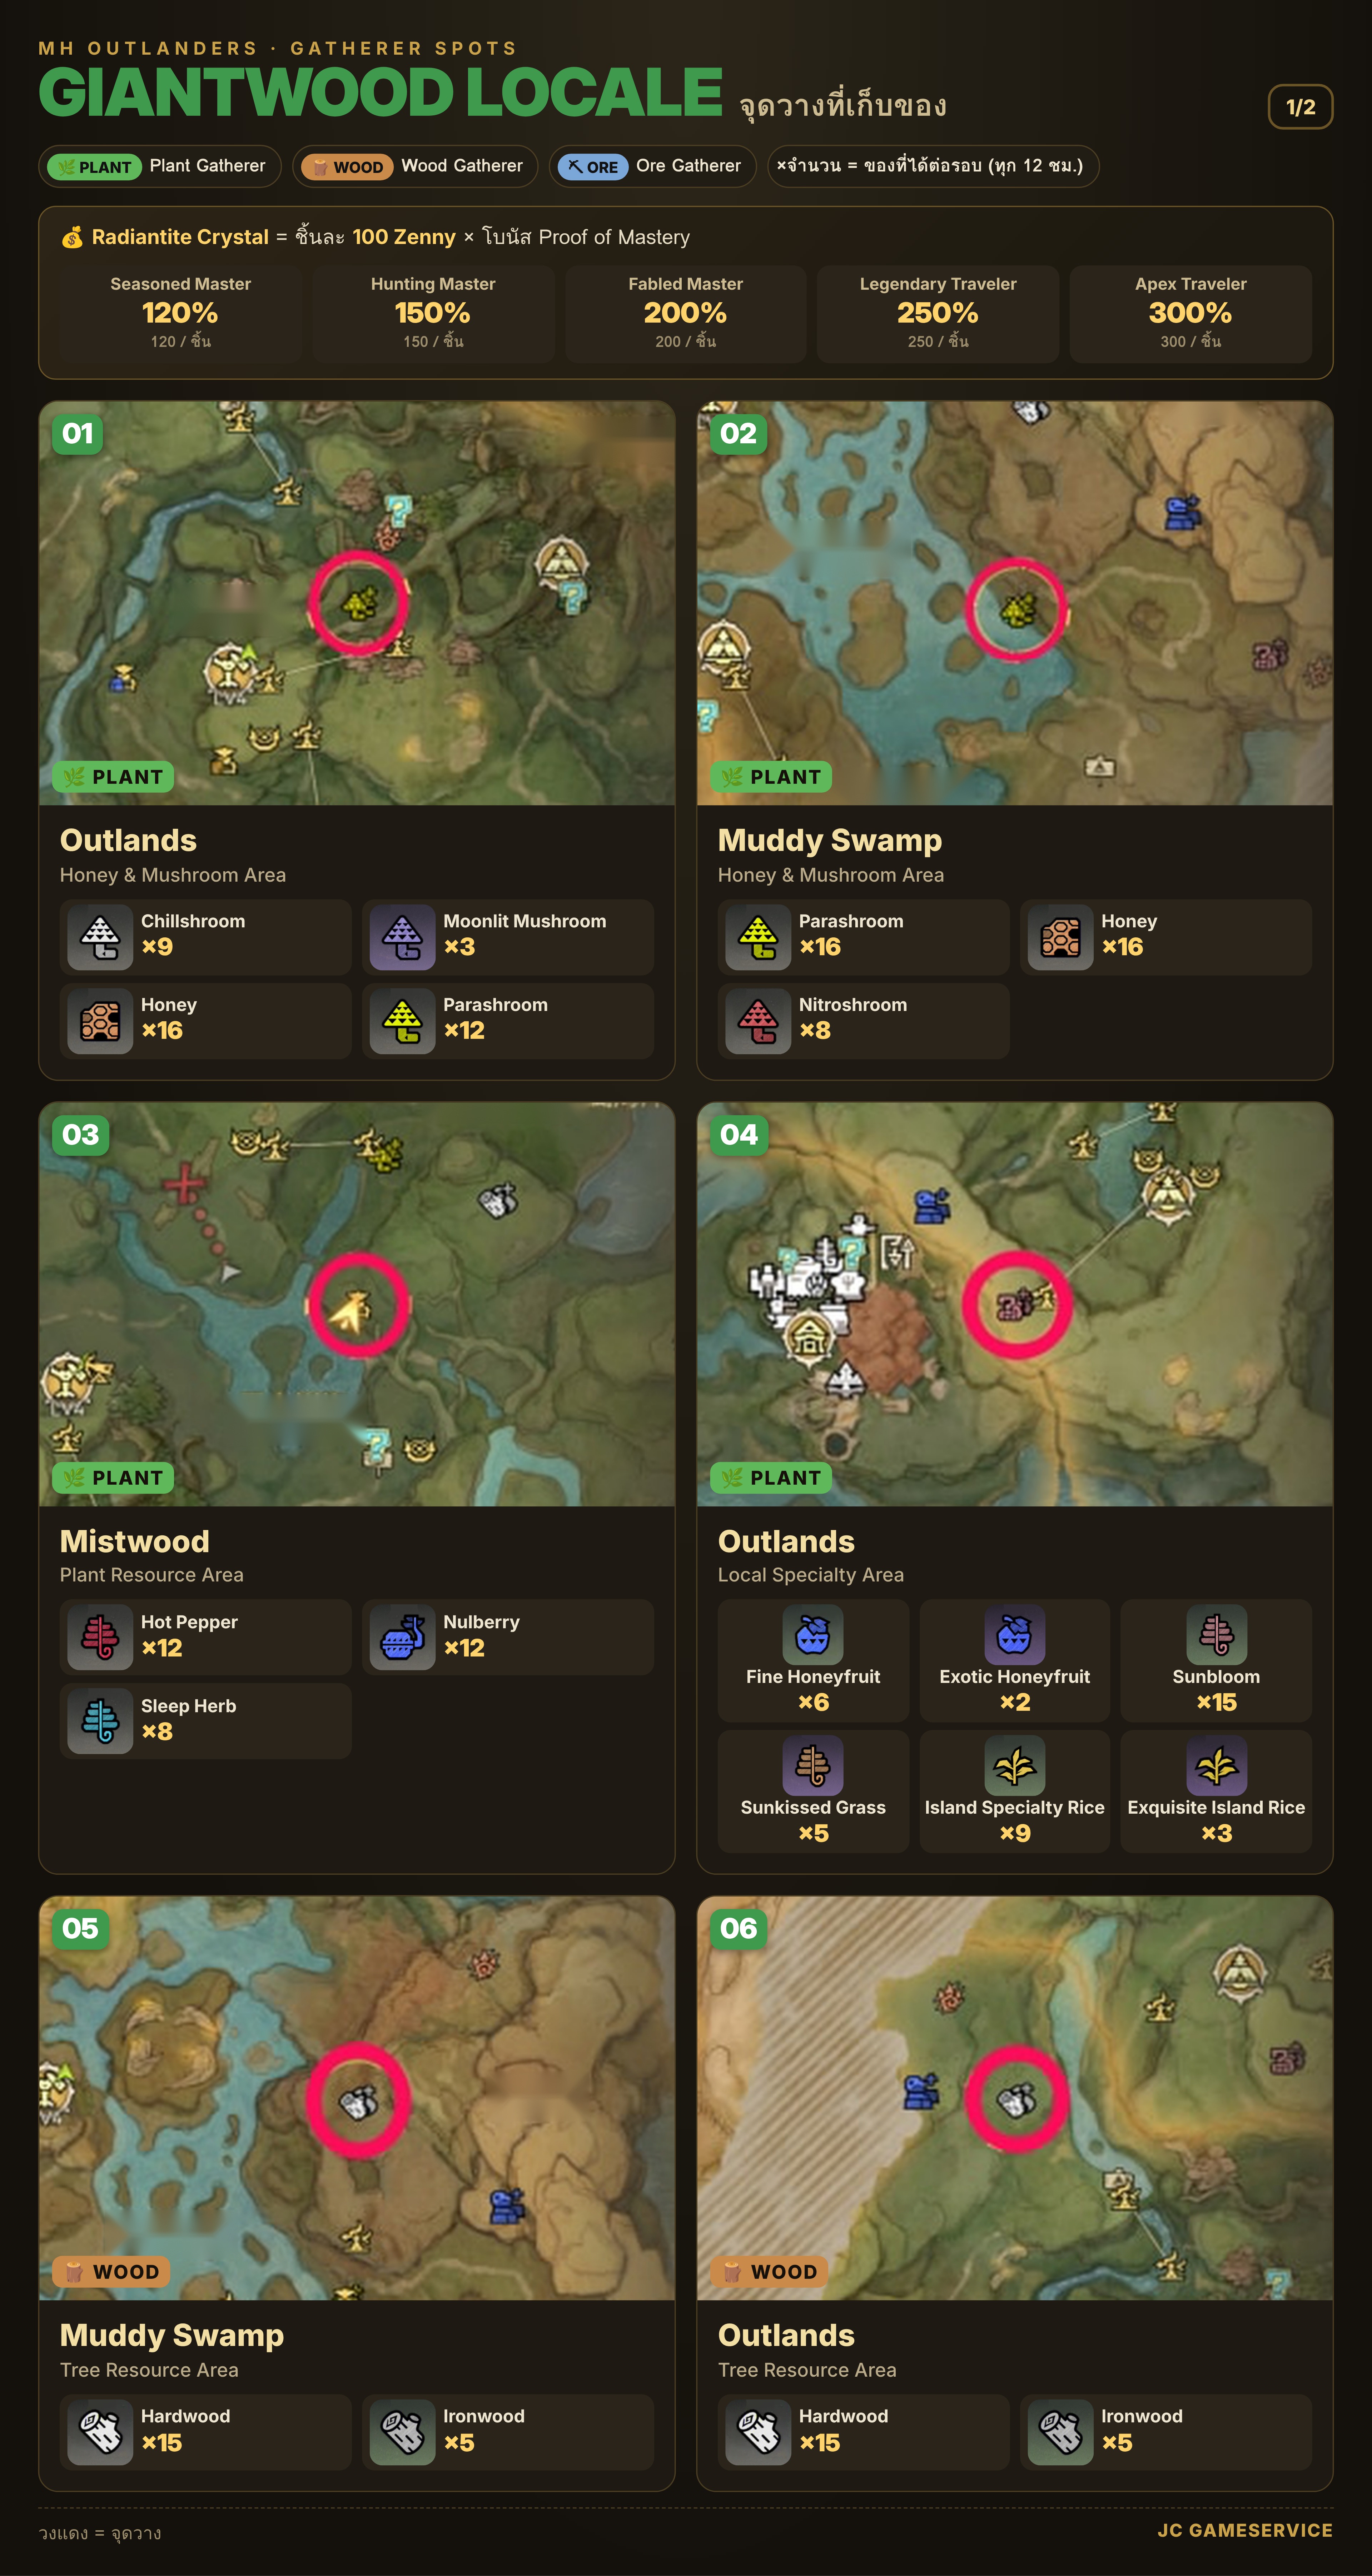 MH OUTLANDERS · GATHERER SPOTS
GIANTWOOD LOCALE จุดวางที่เก็บของ
1/2
PLANT Plant Gatherer
WOOD Wood Gatherer
ORE Ore Gatherer
×จำนวน = ของที่ได้ต่อรอบ (ทุก 12 ชม.)
Radiantite Crystal = ชิ้นละ 100 Zenny × โบนัส Proof of Mastery
Seasoned Master
120%
120 / ชิ้น
Hunting Master
150%
150 / ชิ้น
Fabled Master
200%
200 / ชิ้น
Legendary Traveler
250%
250 / ชิ้น
Apex Traveler
300%
300 / ชิ้น
01
PLANT
Outlands
Honey & Mushroom Area
Chillshroom
×9
Moonlit Mushroom
×3
Honey
×16
Parashroom
×12
02
PLANT
Muddy Swamp
Honey & Mushroom Area
Parashroom
×16
Honey
×16
Nitroshroom
×8
03
PLANT
Mistwood
Plant Resource Area
Hot Pepper
×12
Nulberry
×12
Sleep Herb
×8
04
PLANT
Outlands
Local Specialty Area
Fine Honeyfruit
×6
Exotic Honeyfruit
×2
Sunbloom
×15
Sunkissed Grass
×5
Island Specialty Rice
×9
Exquisite Island Rice
×3
05
WOOD
Muddy Swamp
Tree Resource Area
Hardwood
×15
Ironwood
×5
06
WOOD
Outlands
Tree Resource Area
Hardwood
×15
Ironwood
×5
วงแดง = จุดวาง
JC GAMESERVICE